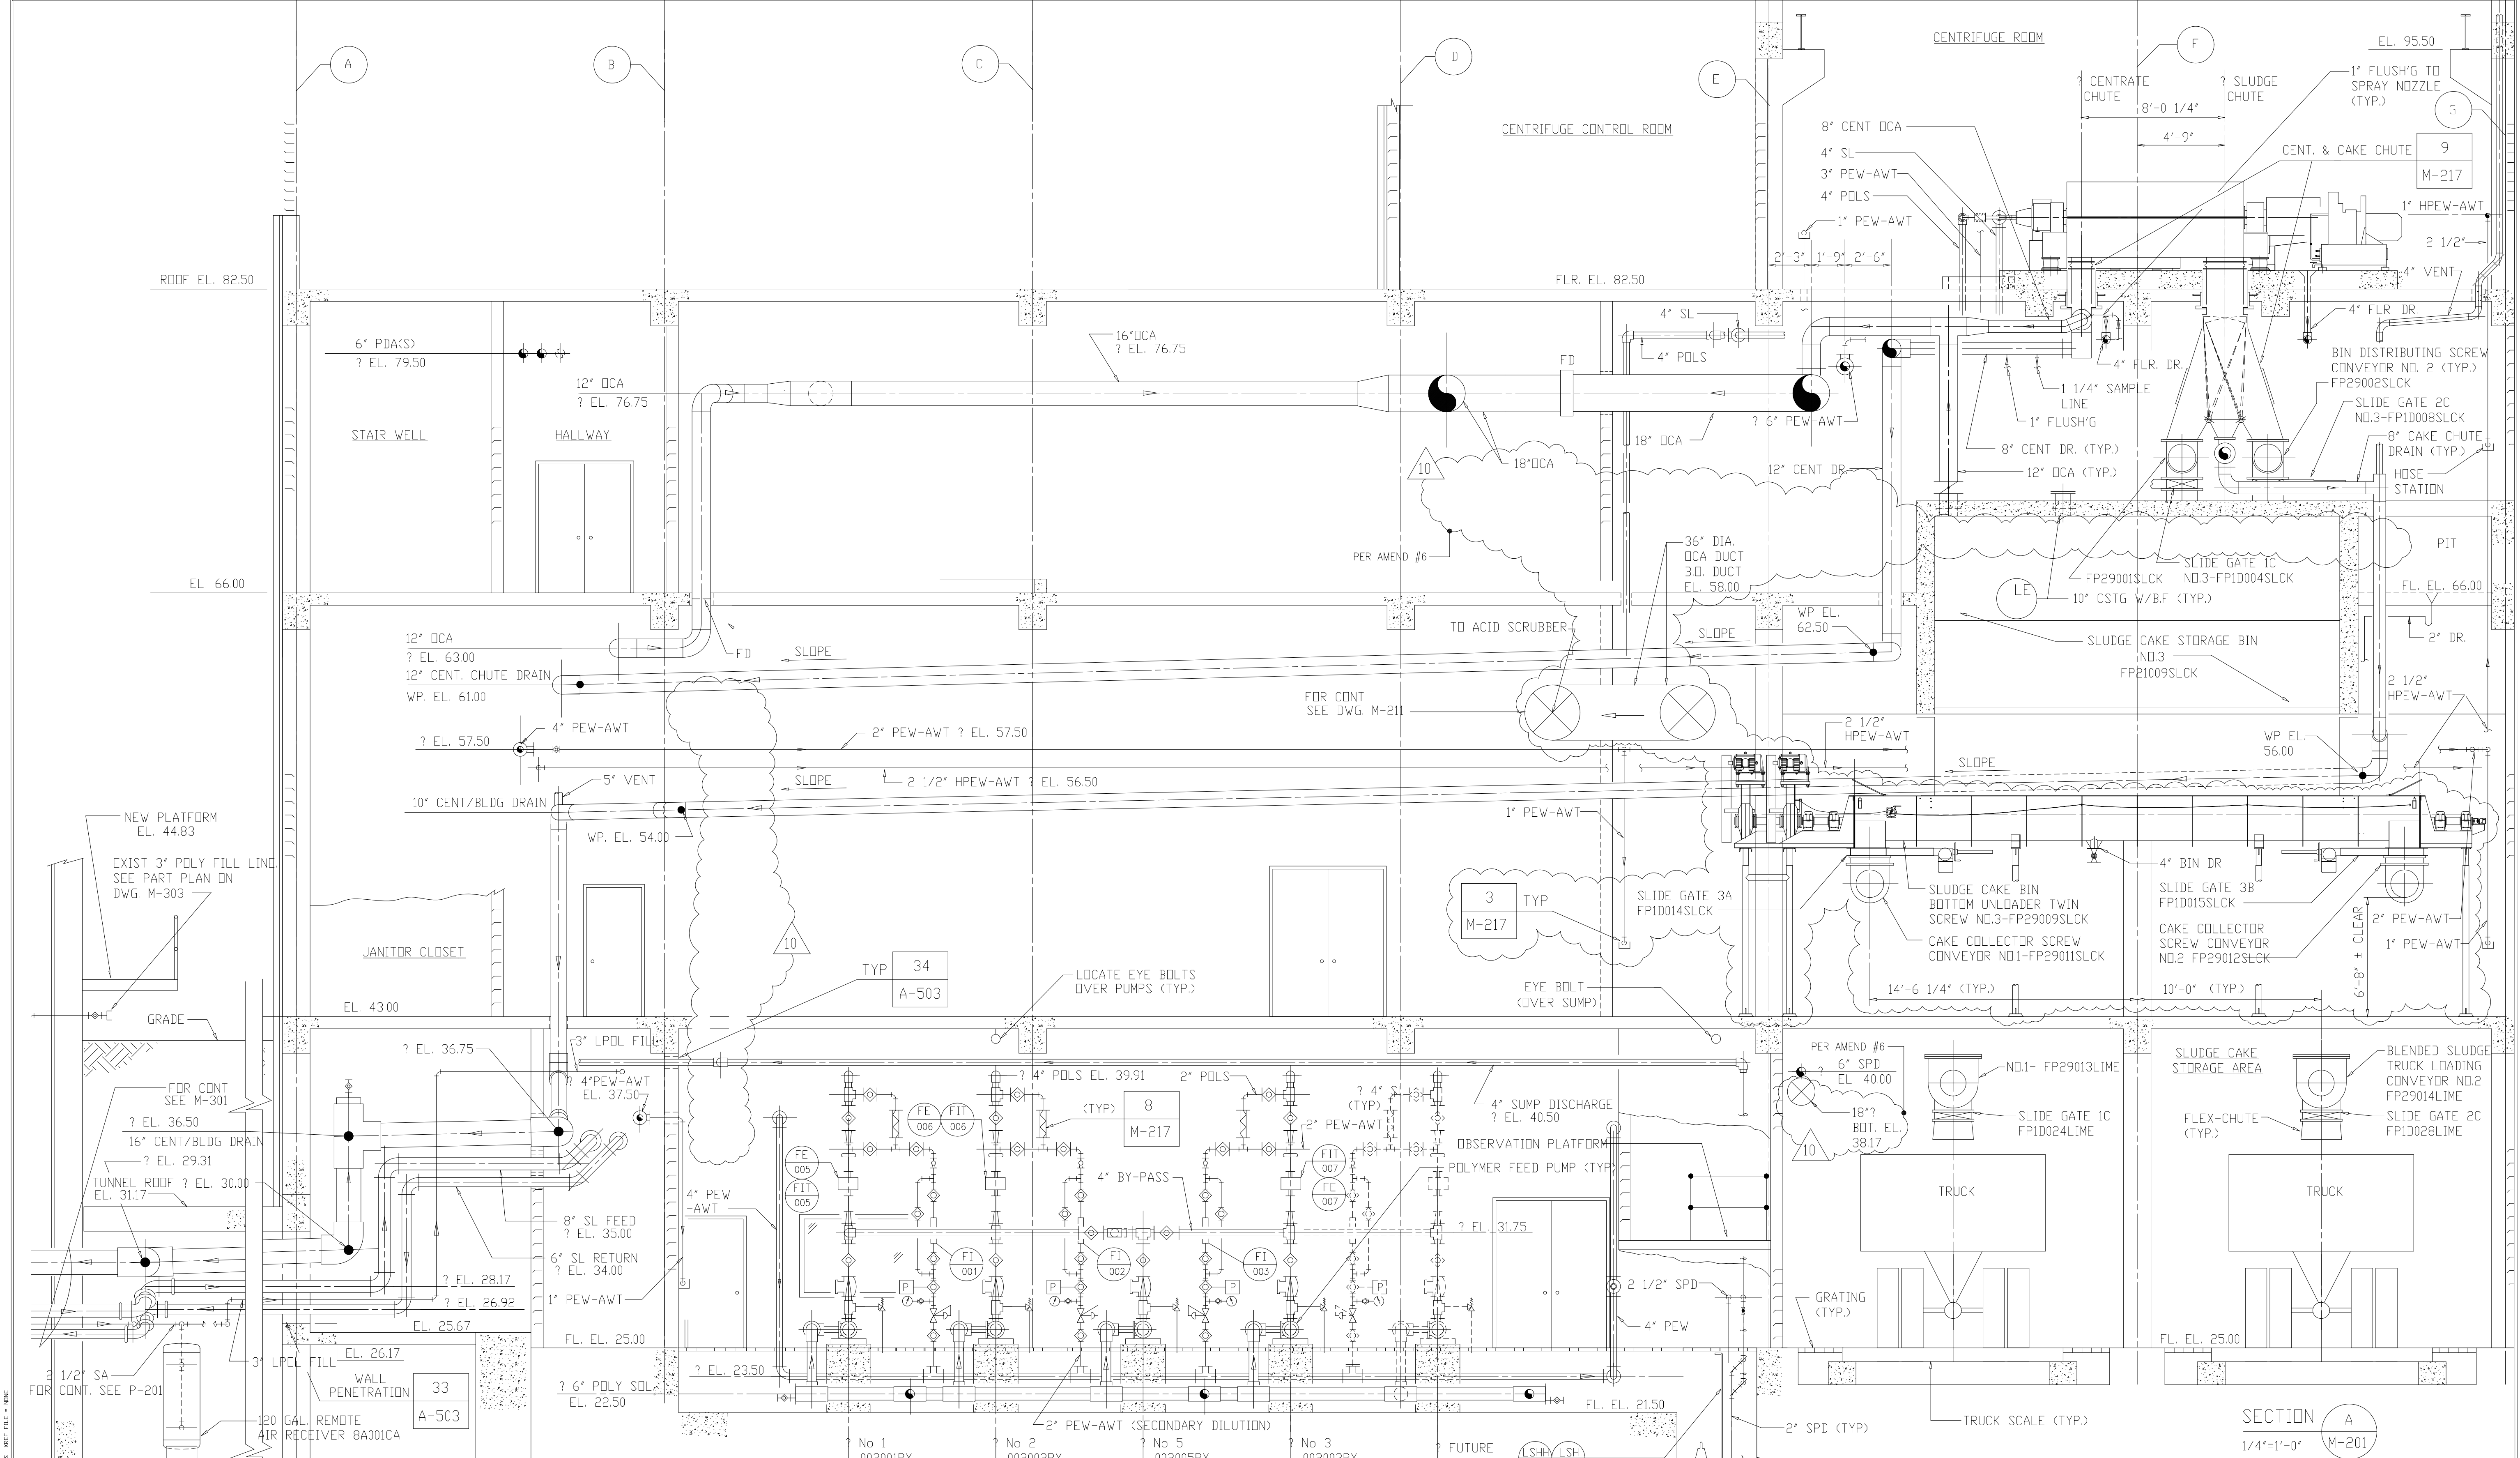 A
B
C
D
E
F
G
CENTRIFUGE ROOM
EL. 95.50
? CENTRATE
CHUTE
? SLUDGE
CHUTE
1" FLUSH'G TO
SPRAY NOZZLE
(TYP.)
8'-0 1/4"
4'-9"
CENTRIFUGE CONTROL ROOM
8" CENT OCA
4" SL
3" PEW-AWT
4" POLS
1" PEW-AWT
CENT. & CAKE CHUTE
9
M-217
1" HPEW-AWT
2 1/2"
4" VENT
2'-3"
1'-9"
2'-6"
ROOF EL. 82.50
FLR. EL. 82.50
4" SL
4" FLR. DR.
6" PDA(S)
? EL. 79.50
16"OCA
? EL. 76.75
FD
4" POLS
4" FLR. DR.
BIN DISTRIBUTING SCREW
CONVEYOR NO. 2 (TYP.)
FP29002SLCK
12" OCA
? EL. 76.75
1 1/4" SAMPLE
LINE
1" FLUSH'G
? 6" PEW-AWT
SLIDE GATE 2C
NO.3-FP1D008SLCK
STAIR WELL
HALLWAY
18" OCA
8" CENT DR. (TYP.)
8" CAKE CHUTE
DRAIN (TYP.)
10
18"OCA
12" CENT DR.
12" OCA (TYP.)
HOSE
STATION
PER AMEND #6
36" DIA.
OCA DUCT
B.O. DUCT
EL. 58.00
PIT
SLIDE GATE 1C
NO.3-FP1D004SLCK
FP29001SLCK
EL. 66.00
FL. EL. 66.00
LE
10" CSTG W/B.F (TYP.)
WP EL.
62.50
TO ACID SCRUBBER
SLOPE
SLUDGE CAKE STORAGE BIN
NO.3
FP21009SLCK
2" DR.
12" OCA
? EL. 63.00
FD
SLOPE
12" CENT. CHUTE DRAIN
WP. EL. 61.00
FOR CONT
SEE DWG. M-211
2 1/2"
HPEW-AWT
4" PEW-AWT
? EL. 57.50
2" PEW-AWT ? EL. 57.50
2 1/2"
HPEW-AWT
WP EL.
56.00
SLOPE
5" VENT
2 1/2" HPEW-AWT ? EL. 56.50
SLOPE
10" CENT/BLDG DRAIN
WP. EL. 54.00
1" PEW-AWT
NEW PLATFORM
EL. 44.83
EXIST 3" POLY FILL LINE.
SEE PART PLAN ON
DWG. M-303
4" BIN DR
3
M-217
TYP
SLIDE GATE 3A
FP1D014SLCK
SLUDGE CAKE BIN
BOTTOM UNLOADER TWIN
SCREW NO.3-FP29009SLCK
SLIDE GATE 3B
FP1D015SLCK
2" PEW-AWT
CAKE COLLECTOR SCREW
CONVEYOR NO.1-FP29011SLCK
CAKE COLLECTOR
SCREW CONVEYOR
NO.2 FP29012SLCK
1" PEW-AWT
6'-8" ± CLEAR
JANITOR CLOSET
10
TYP
34
A-503
LOCATE EYE BOLTS
OVER PUMPS (TYP.)
EYE BOLT
(OVER SUMP)
14'-6 1/4" (TYP.)
10'-0" (TYP.)
EL. 43.00
GRADE
? EL. 36.75
3" LPOL FILL
PER AMEND #6
6" SPD
?
EL. 40.00
18"?
BOT. EL.
38.17
10
NO.1- FP29013LIME
SLUDGE CAKE
STORAGE AREA
BLENDED SLUDGE
TRUCK LOADING
CONVEYOR NO.2
FP29014LIME
FOR CONT
SEE M-301
? 4"PEW-AWT
EL. 37.50
? 4" POLS EL. 39.91
2" POLS
? 4" SL
(TYP)
4" SUMP DISCHARGE
? EL. 40.50
SLIDE GATE 1C
FP1D024LIME
FLEX-CHUTE
(TYP.)
SLIDE GATE 2C
FP1D028LIME
? EL. 36.50
16" CENT/BLDG DRAIN
FE
006
FIT
006
(TYP)
8
M-217
2" PEW-AWT
OBSERVATION PLATFORM
? EL. 29.31
FE
005
FIT
005
FIT
007
FE
007
POLYMER FEED PUMP (TYP)
4" BY-PASS
TUNNEL ROOF
EL. 31.17
? EL. 30.00
4" PEW
-AWT
TRUCK
TRUCK
8" SL FEED
? EL. 35.00
? EL. 31.75
6" SL RETURN
? EL. 34.00
FI
001
FI
002
FI
003
? EL. 28.17
P
P
P
P
2 1/2" SPD
1" PEW-AWT
? EL. 26.92
GRATING
(TYP.)
EL. 25.67
FL. EL. 25.00
4" PEW
FL. EL. 25.00
EL. 26.17
3" LPOL FILL
2 1/2" SA
FOR CONT. SEE P-201
WALL
PENETRATION
33
A-503
? EL. 23.50
? 6" POLY SOL
EL. 22.50
FL. EL. 21.50
120 GAL. REMOTE
AIR RECEIVER 8A001CA
2" PEW-AWT (SECONDARY DILUTION)
2" SPD (TYP)
TRUCK SCALE (TYP.)
SECTION
1/4"=1'-0"
A
M-201
? No 1
? No 2
? No 5
? No 3
? FUTURE
LSHH
LSH
XREF FILE = NONE